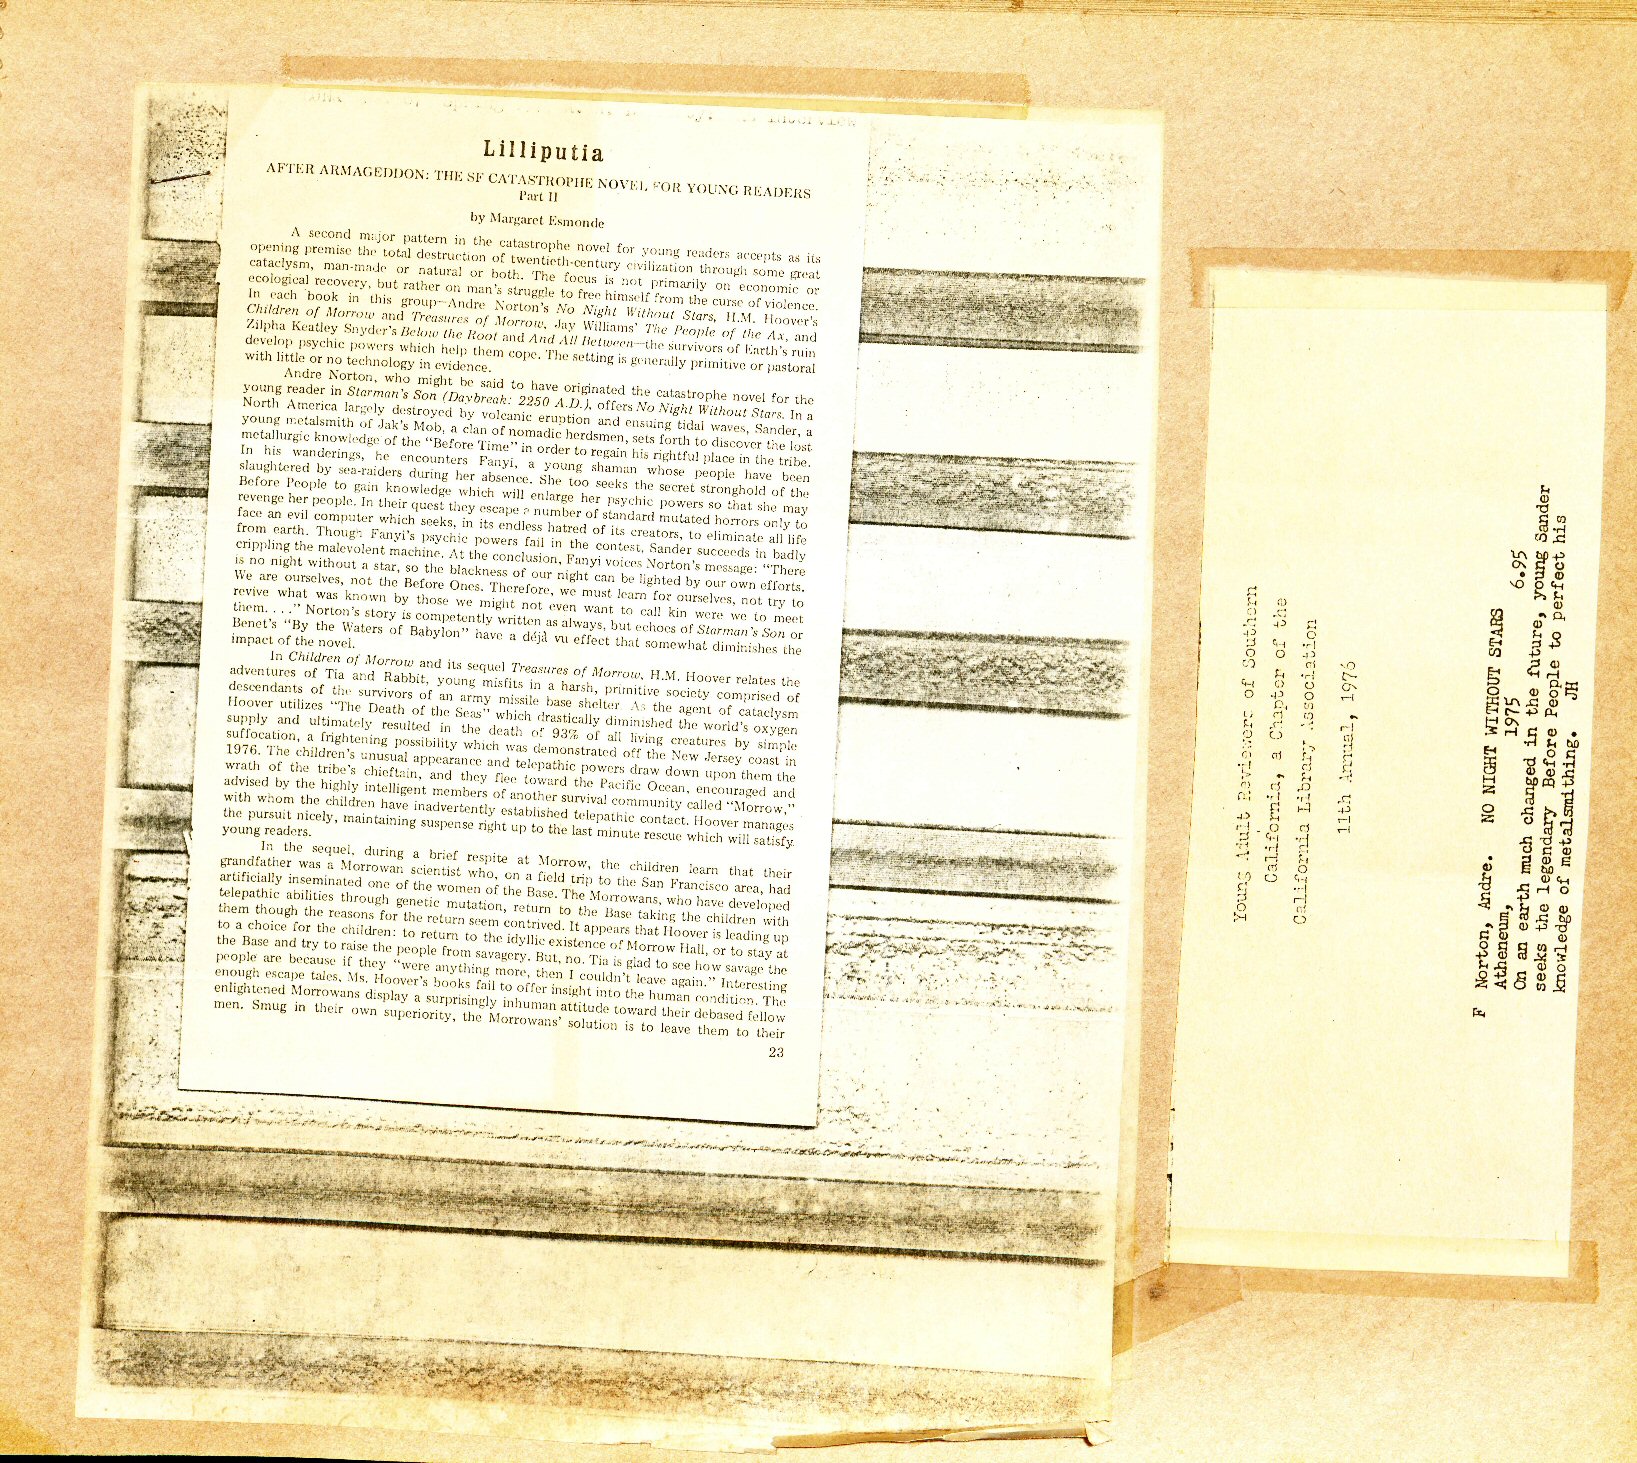 Lilliputia
AFTER ARMAGEDDON: THE SF CATASTROPHE NOVEL FOR YOUNG READERS
Part II
by Margaret Esmonde
A second major pattern in the catastrophe novel for young readers accepts as its
opening premise the total destruction of twentieth-century civilization through some great
cataclysm, man-made or natural or both. The focus is not primarily on economic or
ecological recovery, but rather on man's struggle to free himself from the curse of violence.
In each book in this group—Andre Norton's No Night Without Stars, H.M. Hoover's
Children of Morrow and Treasures of Morrow, Jay Williams' The People of the Ax, and
Zilpha Keatley Snyder's Below the Root and And All Between—the survivors of Earth's ruin
develop psychic powers which help them cope. The setting is generally primitive or pastoral
with little or no technology in evidence.
Andre Norton, who might be said to have originated the catastrophe novel for the
young reader in Starman's Son (Daybreak: 2250 A.D.), offers No Night Without Stars. In a
North America largely destroyed by volcanic eruption and ensuing tidal waves, Sander, a
young metalsmith of Jak's Mob, a clan of nomadic herdsmen, sets forth to discover the lost
metallurgic knowledge of the "Before Time" in order to regain his rightful place in the tribe.
In his wanderings, he encounters Fanyi, a young shaman whose people have been
slaughtered by sea-raiders during her absence. She too seeks the secret stronghold of the
Before People to gain knowledge which will enlarge her psychic powers so that she may
revenge her people. In their quest they escape a number of standard mutated horrors only to
face an evil computer which seeks, in its endless hatred of its creators, to eliminate all life
from earth. Though Fanyi's psychic powers fail in the contest, Sander succeeds in badly
crippling the malevolent machine. At the conclusion, Fanyi voices Norton's message: "There
is no night without a star, so the blackness of our night can be lighted by our own efforts.
We are ourselves, not the Before Ones. Therefore, we must learn for ourselves, not try to
revive what was known by those we might not even want to call kin were we to meet
them. . . ." Norton's story is competently written as always, but echoes of Starman's Son or
Benet's "By the Waters of Babylon" have a déjà vu effect that somewhat diminishes the
impact of the novel.
In Children of Morrow and its sequel Treasures of Morrow, H.M. Hoover relates the
adventures of Tia and Rabbit, young misfits in a harsh, primitive society comprised of
descendants of the survivors of an army missile base shelter. As the agent of cataclysm
Hoover utilizes "The Death of the Seas" which drastically diminished the world's oxygen
supply and ultimately resulted in the death of 93% of all living creatures by simple
suffocation, a frightening possibility which was demonstrated off the New Jersey coast in
1976. The children's unusual appearance and telepathic powers draw down upon them the
wrath of the tribe's chieftain, and they flee toward the Pacific Ocean, encouraged and
advised by the highly intelligent members of another survival community called "Morrow,"
with whom the children have inadvertently established telepathic contact. Hoover manages
the pursuit nicely, maintaining suspense right up to the last minute rescue which will satisfy
young readers.
In the sequel, during a brief respite at Morrow, the children learn that their
grandfather was a Morrowan scientist who, on a field trip to the San Francisco area, had
artificially inseminated one of the women of the Base. The Morrowans, who have developed
telepathic abilities through genetic mutation, return to the Base taking the children with
them though the reasons for the return seem contrived. It appears that Hoover is leading up
to a choice for the children: to return to the idyllic existence of Morrow Hall, or to stay at
the Base and try to raise the people from savagery. But, no. Tia is glad to see how savage the
people are because if they "were anything more, then I couldn't leave again." Interesting
enough escape tales, Ms. Hoover's books fail to offer insight into the human condition. The
enlightened Morrowans display a surprisingly inhuman attitude toward their debased fellow
men. Smug in their own superiority, the Morrowans' solution is to leave them to their
23
Young Adult Reviewers of Southern
California, a Chapter of the
California Library Association
11th Annual, 1976
F Norton, Andre. NO NIGHT WITHOUT STARS
Atheneum, 1975 6.95
On an earth much changed in the future, young Sander
seeks the legendary Before People to perfect his
knowledge of metalsmithing. JH